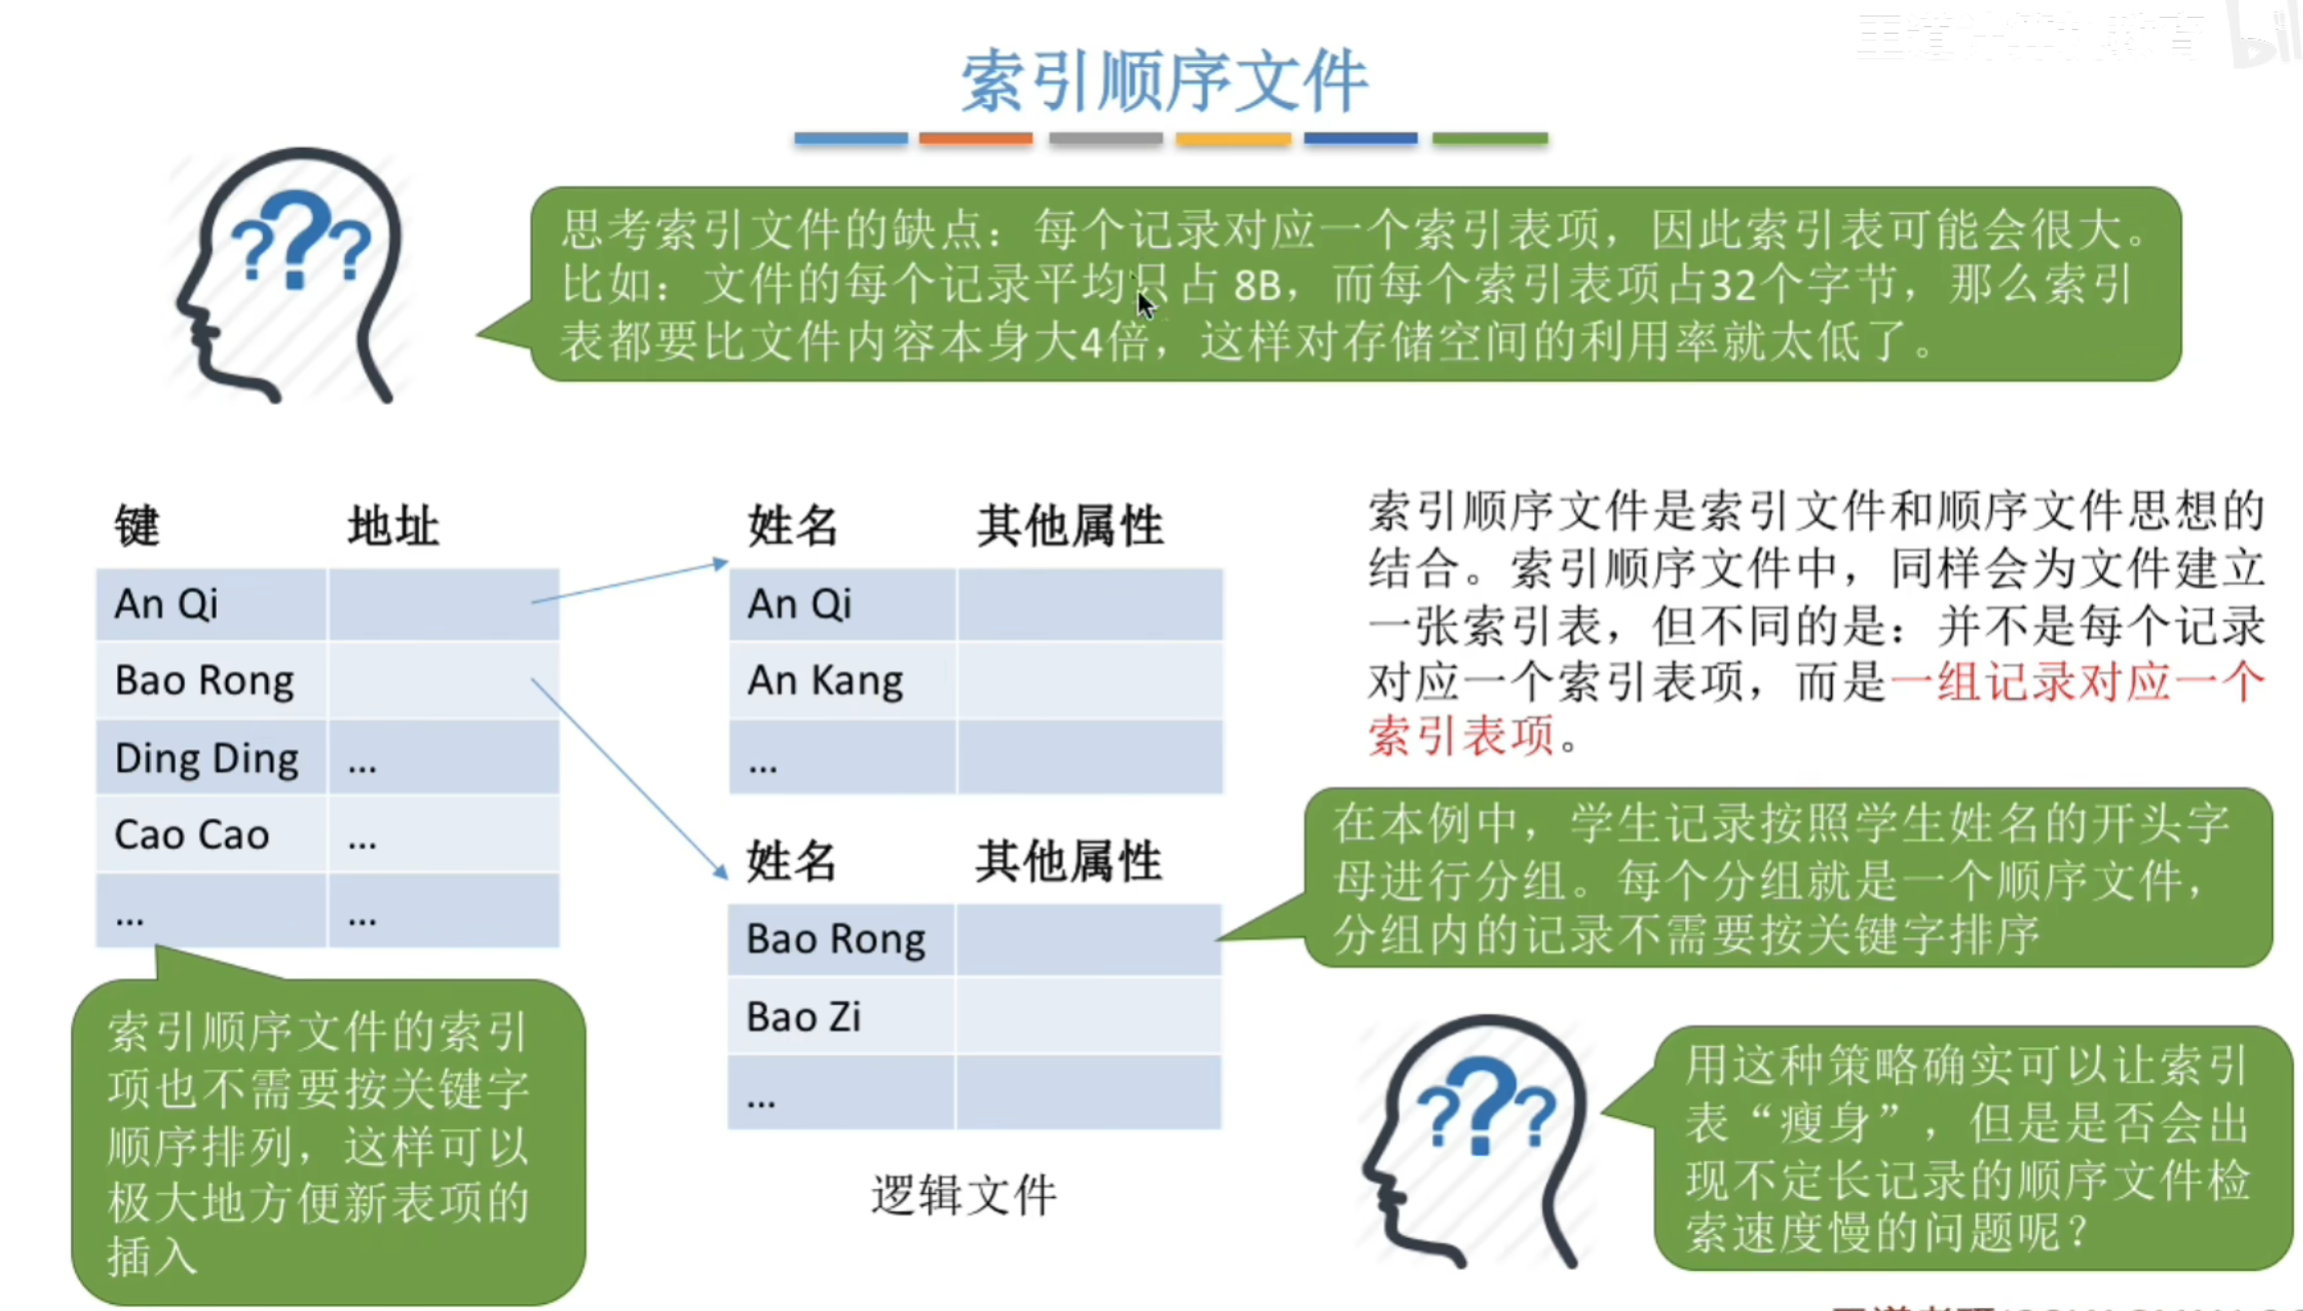 索引顺序文件
思考索引文件的缺点：每个记录对应一个索引表项，因此索引表可能会很大。
比如：文件的每个记录平均只占 8B，而每个索引表项占32个字节，那么索引
表都要比文件内容本身大4倍，这样对存储空间的利用率就太低了。
键 地址
An Qi
Bao Rong
Ding Ding ...
Cao Cao ...
... ...
索引顺序文件的索引
项也不需要按关键字
顺序排列，这样可以
极大地方便新表项的
插入
姓名 其他属性
An Qi
An Kang
...
姓名 其他属性
Bao Rong
Bao Zi
...
逻辑文件
索引顺序文件是索引文件和顺序文件思想的
结合。索引顺序文件中，同样会为文件建立
一张索引表，但不同的是：并不是每个记录
对应一个索引表项，而是一组记录对应一个
索引表项。
在本例中，学生记录按照学生姓名的开头字
母进行分组。每个分组就是一个顺序文件，
分组内的记录不需要按关键字排序
???
???
用这种策略确实可以让索引
表“瘦身”，但是是否会出
现不定长记录的顺序文件检
索速度慢的问题呢？